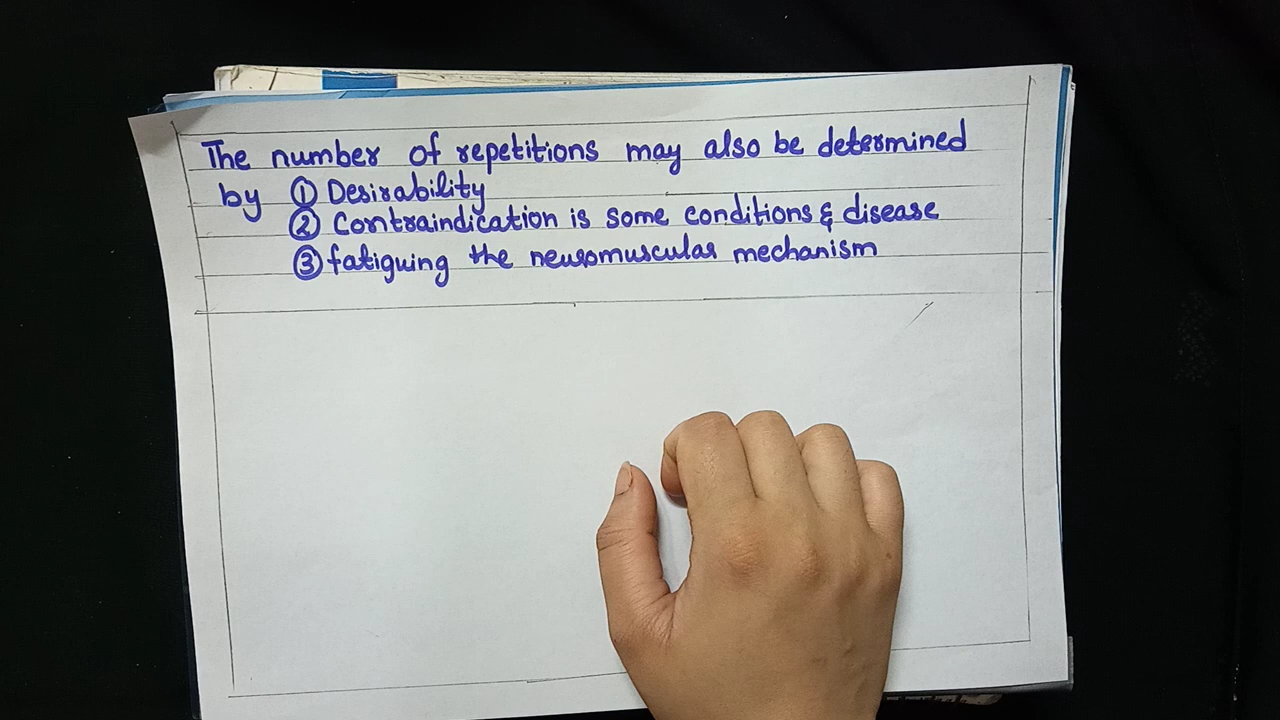 The number of repetitions may also be determined
by ① Desirability
② Contraindication is some conditions & disease
③ fatiguing the neuromuscular mechanism